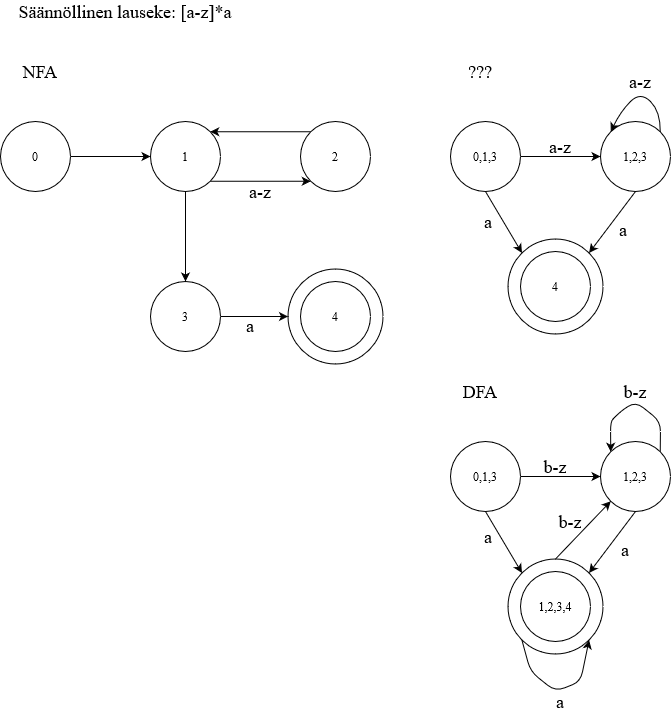 Säännöllinen lauseke: [a-z]*a
NFA
0
1
2
a-z
3
a
4
???
a-z
0,1,3
a-z
1,2,3
a
a
4
DFA
b-z
0,1,3
b-z
1,2,3
a
b-z
a
1,2,3,4
a